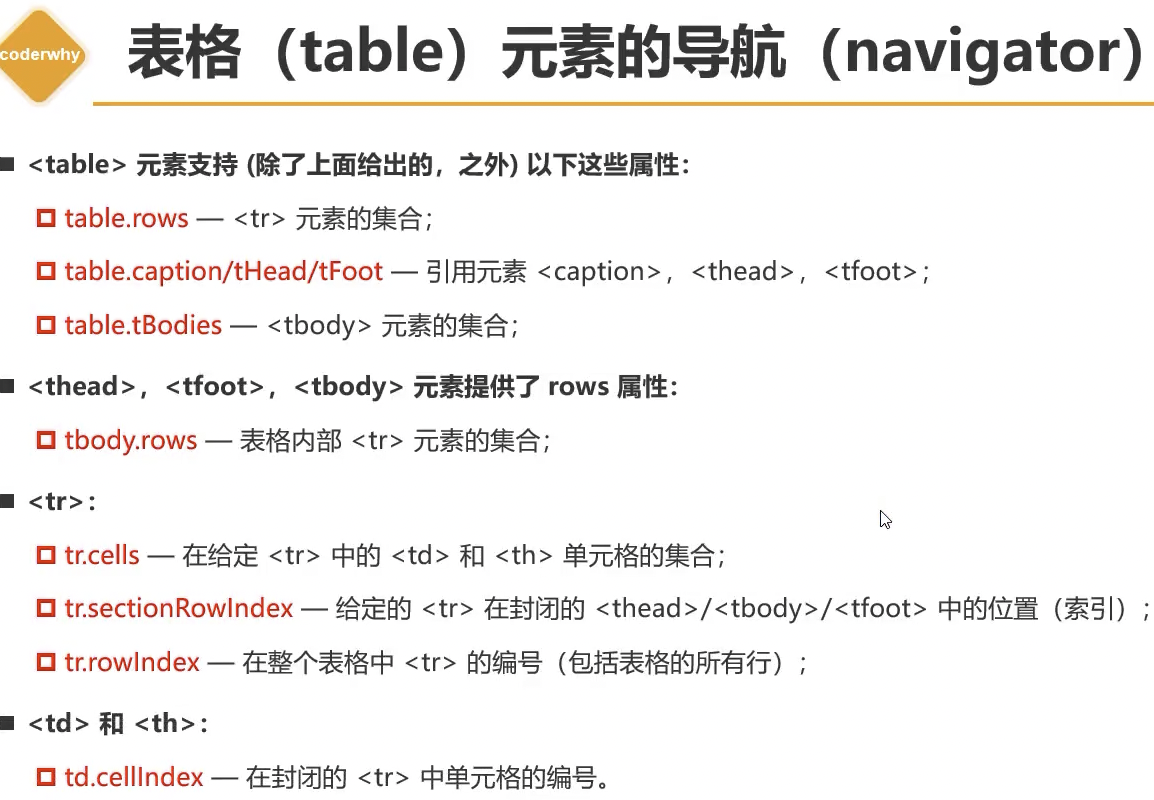 coderwhy
表格（table）元素的导航（navigator）
<table> 元素支持 (除了上面给出的，之外) 以下这些属性：
table.rows — <tr> 元素的集合；
table.caption/tHead/tFoot — 引用元素 <caption>，<thead>，<tfoot>；
table.tBodies — <tbody> 元素的集合；
<thead>，<tfoot>，<tbody> 元素提供了 rows 属性：
tbody.rows — 表格内部 <tr> 元素的集合；
<tr>：
tr.cells — 在给定 <tr> 中的 <td> 和 <th> 单元格的集合；
tr.sectionRowIndex — 给定的 <tr> 在封闭的 <thead>/<tbody>/<tfoot> 中的位置（索引）；
tr.rowIndex — 在整个表格中 <tr> 的编号（包括表格的所有行）；
<td> 和 <th>：
td.cellIndex — 在封闭的 <tr> 中单元格的编号。